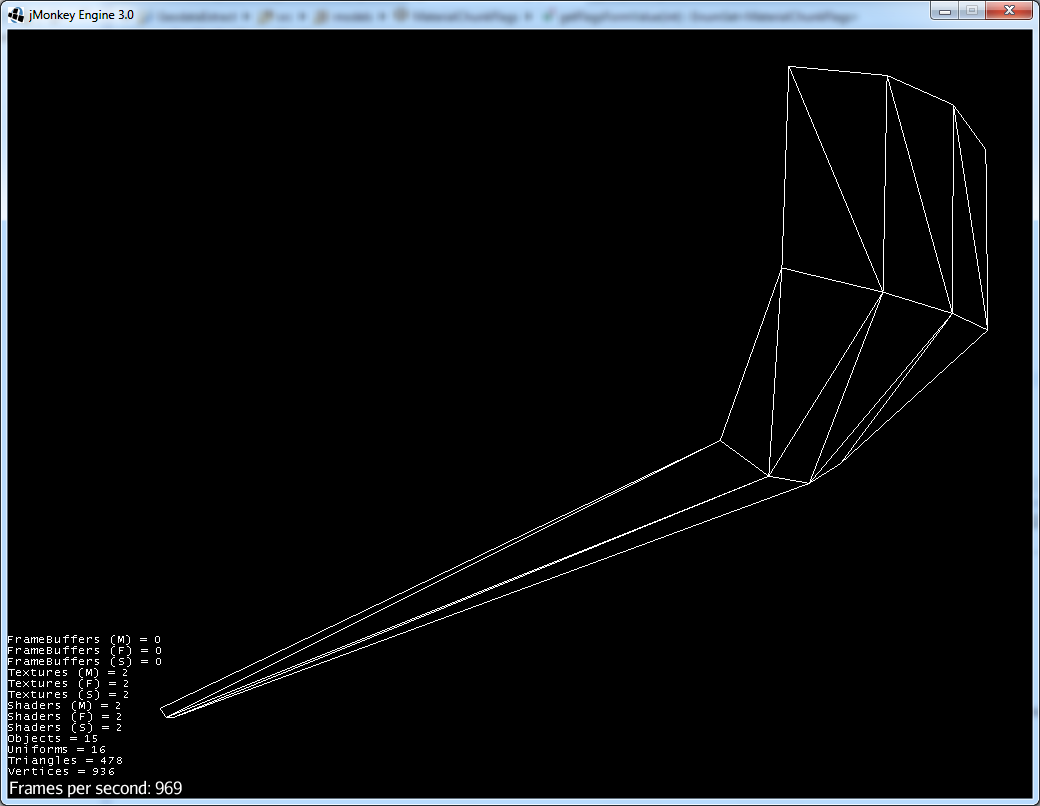 jMonkey Engine 3.0
FrameBuffers (M) = 0
FrameBuffers (F) = 0
FrameBuffers (S) = 0
Textures (M) = 2
Textures (F) = 2
Textures (S) = 2
Shaders (M) = 2
Shaders (F) = 2
Shaders (S) = 2
Objects = 15
Uniforms = 16
Triangles = 478
Vertices = 936
Frames per second: 969